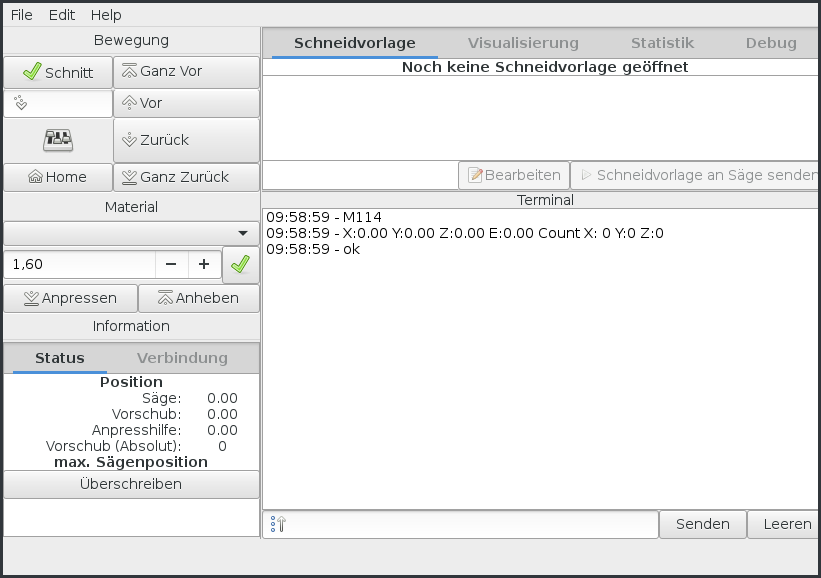 File Edit Help
Bewegung
Schnitt
Ganz Vor
Vor
Zurück
Home
Ganz Zurück
Material
1,60
Anpressen
Anheben
Information
Status
Verbindung
Position
Säge: 0.00
Vorschub: 0.00
Anpresshilfe: 0.00
Vorschub (Absolut): 0
max. Sägenposition
Überschreiben
Schneidvorlage Visualisierung Statistik Debug
Noch keine Schneidvorlage geöffnet
Bearbeiten
Schneidvorlage an Säge senden
Terminal
09:58:59 - M114
09:58:59 - X:0.00 Y:0.00 Z:0.00 E:0.00 Count X: 0 Y:0 Z:0
09:58:59 - ok
Senden
Leeren